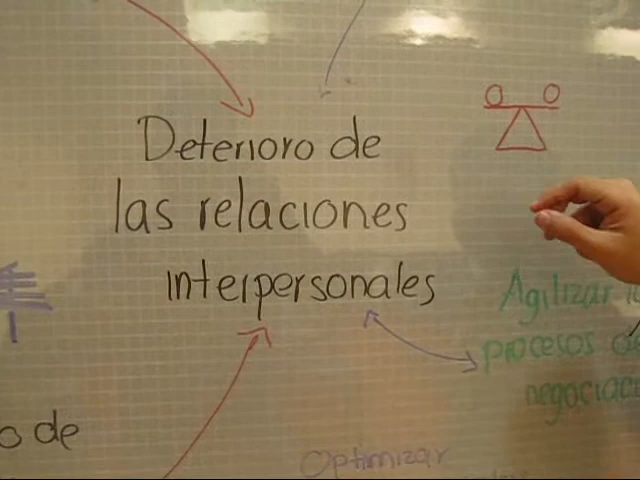 Deterioro de
las relaciones
interpersonales
Agilizar
procesos
o de
Optimizar